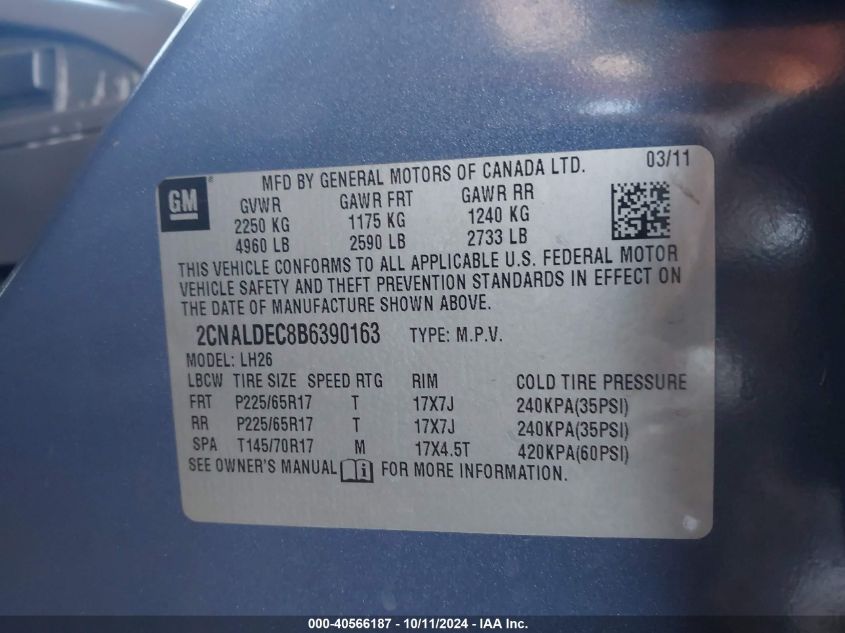 GM
MFD BY GENERAL MOTORS OF CANADA LTD. 03/11
GVWR GAWR FRT GAWR RR
2250 KG 1175 KG 1240 KG
4960 LB 2590 LB 2733 LB
THIS VEHICLE CONFORMS TO ALL APPLICABLE U.S. FEDERAL MOTOR
VEHICLE SAFETY AND THEFT PREVENTION STANDARDS IN EFFECT ON
THE DATE OF MANUFACTURE SHOWN ABOVE.
2CNALDEC8B6390163 TYPE: M.P.V.
MODEL: LH26
LBCW TIRE SIZE SPEED RTG RIM COLD TIRE PRESSURE
FRT P225/65R17 T 17X7J 240KPA(35PSI)
RR P225/65R17 T 17X7J 240KPA(35PSI)
SPA T145/70R17 M 17X4.5T 420KPA(60PSI)
SEE OWNER'S MANUAL i FOR MORE INFORMATION.
000-40566187 - 10/11/2024 - IAA Inc.